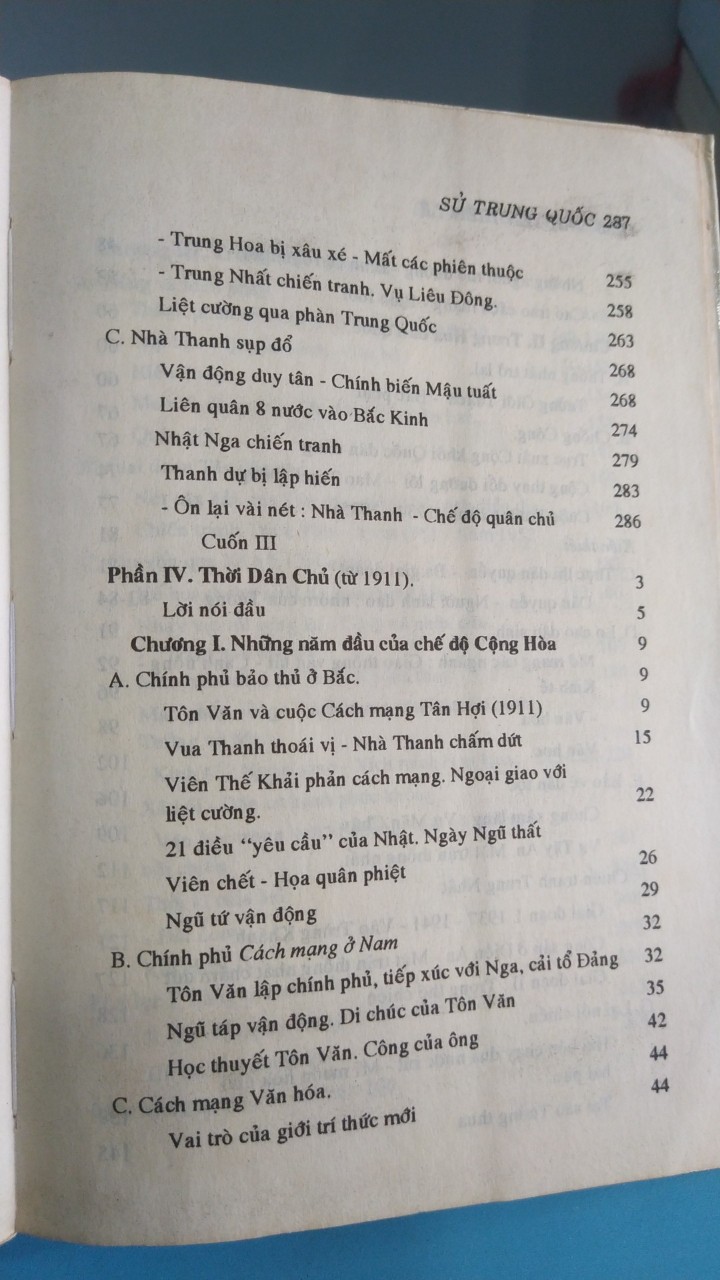 SỬ TRUNG QUỐC 287
- Trung Hoa bị xâu xé - Mất các phiên thuộc 255
- Trung Nhất chiến tranh. Vụ Liêu Đông. 258
Liệt cường qua phàn Trung Quốc 263
C. Nhà Thanh sụp đổ 268
Vận động duy tân - Chính biến Mậu tuất 268
Liên quân 8 nước vào Bắc Kinh 274
Nhật Nga chiến tranh 279
Thanh dự bị lập hiến 283
- Ôn lại vài nét : Nhà Thanh - Chế độ quân chủ 286
Cuốn III
Phần IV. Thời Dân Chủ (từ 1911). 3
Lời nói đầu 5
Chương I. Những năm đầu của chế độ Cộng Hòa 9
A. Chính phủ bảo thủ ở Bắc. 9
Tôn Văn và cuộc Cách mạng Tân Hợi (1911) 9
Vua Thanh thoái vị - Nhà Thanh chấm dứt 15
Viên Thế Khải phản cách mạng. Ngoại giao với
liệt cường. 22
21 điều “yêu cầu” của Nhật. Ngày Ngũ thất 26
Viên chết - Họa quân phiệt 29
Ngũ tứ vận động 32
B. Chính phủ Cách mạng ở Nam 32
Tôn Văn lập chính phủ, tiếp xúc với Nga, cải tổ Đảng 35
Ngũ táp vận động. Di chúc của Tôn Văn 42
Học thuyết Tôn Văn. Công của ông 44
C. Cách mạng Văn hóa. 44
Vai trò của giới trí thức mới